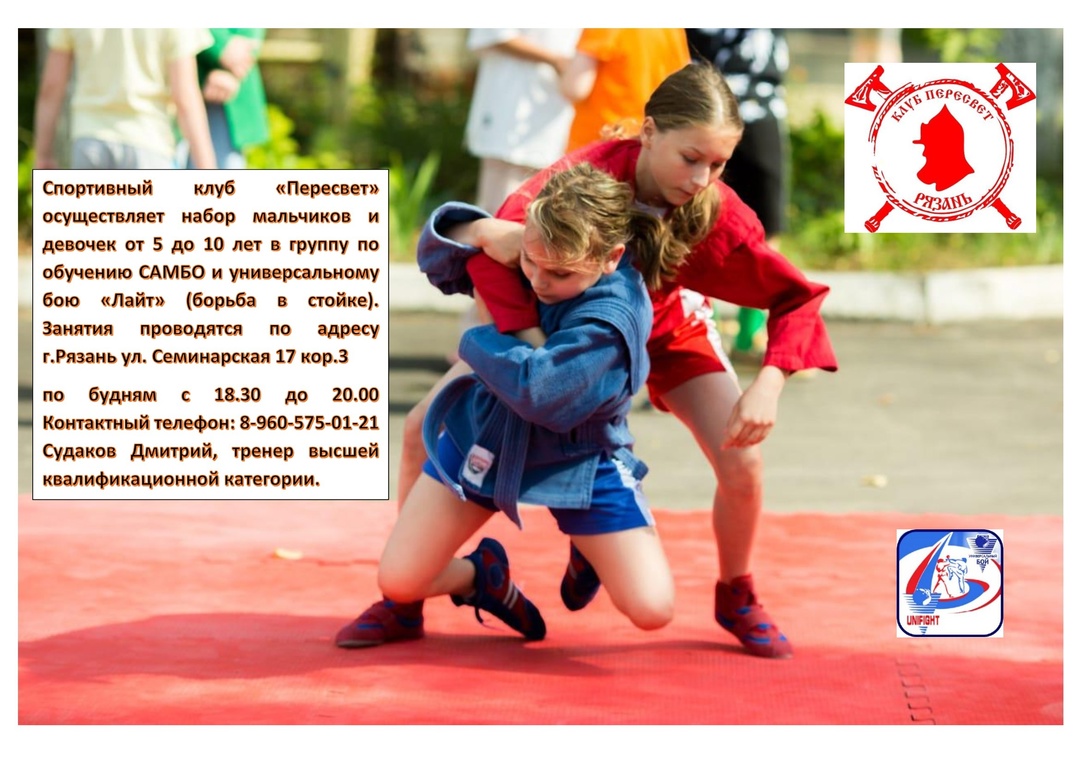 Спортивный клуб «Пересвет»
осуществляет набор мальчиков и
девочек от 5 до 10 лет в группу по
обучению САМБО и универсальному
бою «Лайт» (борьба в стойке).
Занятия проводятся по адресу
г.Рязань ул. Семинарская 17 кор.3
по будням с 18.30 до 20.00
Контактный телефон: 8-960-575-01-21
Судаков Дмитрий, тренер высшей
квалификационной категории.
КЛУБ ПЕРЕСВЕТ
РЯЗАНЬ
УНИВЕРСАЛЬНЫЙ
БОЙ
UNIFIGHT